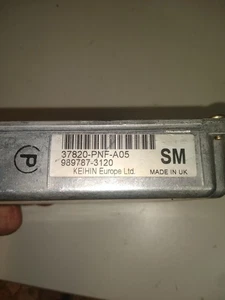 P
37820-PNF-A05
989787-3120
KEIHIN Europe Ltd.
SM
MADE IN UK